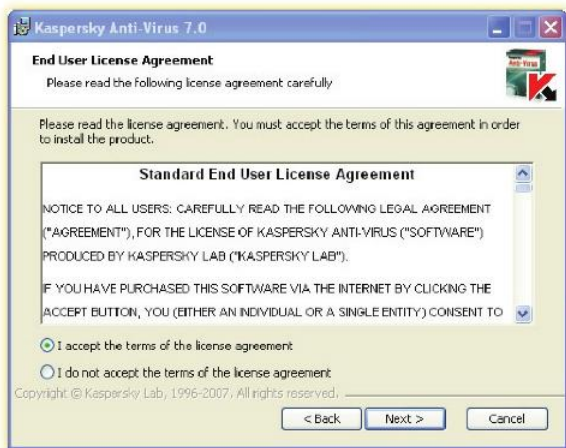 Kaspersky Anti-Virus 7.0
End User License Agreement
Please read the following license agreement carefully
Anti-Virus
Please read the license agreement. You must accept the terms of this agreement in order
to install the product.
Standard End User License Agreement
NOTICE TO ALL USERS: CAREFULLY READ THE FOLLOWING LEGAL AGREEMENT
("AGREEMENT"), FOR THE LICENSE OF KASPERSKY ANTI-VIRUS ("SOFTWARE")
PRODUCED BY KASPERSKY LAB ("KASPERSKY LAB").
IF YOU HAVE PURCHASED THIS SOFTWARE VIA THE INTERNET BY CLICKING THE
ACCEPT BUTTON, YOU (EITHER AN INDIVIDUAL OR A SINGLE ENTITY) CONSENT TO
I accept the terms of the license agreement
I do not accept the terms of the license agreement
Copyright © Kaspersky Lab, 1996-2007. All rights reserved.
< Back Next > Cancel